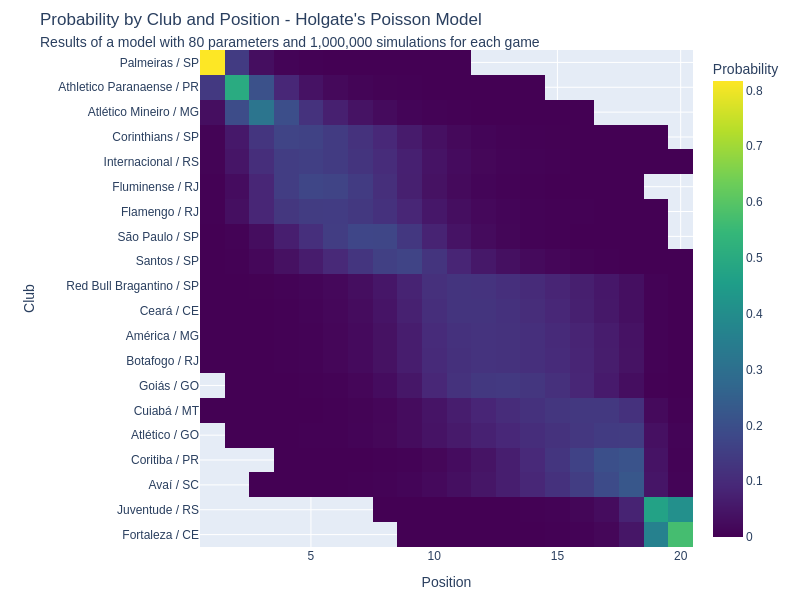 Probability by Club and Position - Holgate's Poisson Model
Results of a model with 80 parameters and 1,000,000 simulations for each game
Probability
Club
Palmeiras / SP
Athletico Paranaense / PR
Atlético Mineiro / MG
Corinthians / SP
Internacional / RS
Fluminense / RJ
Flamengo / RJ
São Paulo / SP
Santos / SP
Red Bull Bragantino / SP
Ceará / CE
América / MG
Botafogo / RJ
Goiás / GO
Cuiabá / MT
Atlético / GO
Coritiba / PR
Avaí / SC
Juventude / RS
Fortaleza / CE
0.8
0.7
0.6
0.5
0.4
0.3
0.2
0.1
0
5
10
15
20
Position